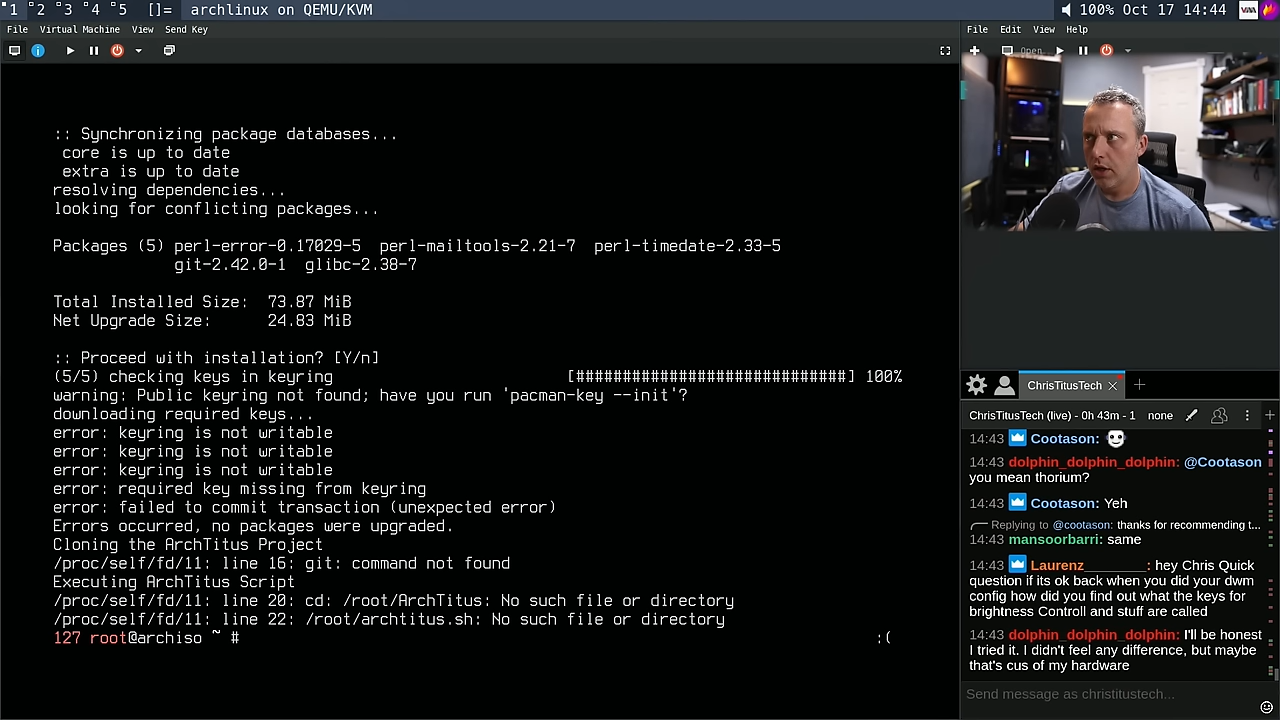 1 2 3 4 5 []= archlinux on QEMU/KVM
100% Oct 17 14:44
File Virtual Machine View Send Key
:: Synchronizing package databases...
core is up to date
extra is up to date
resolving dependencies...
looking for conflicting packages...
Packages (5) perl-error-0.17029-5 perl-mailtools-2.21-7 perl-timedate-2.33-5
git-2.42.0-1 glibc-2.38-7
Total Installed Size: 73.87 MiB
Net Upgrade Size: 24.83 MiB
:: Proceed with installation? [Y/n]
(5/5) checking keys in keyring [##############################] 100%
warning: Public keyring not found; have you run 'pacman-key --init'?
downloading required keys...
error: keyring is not writable
error: keyring is not writable
error: keyring is not writable
error: required key missing from keyring
error: failed to commit transction (unexpected error)
Errors occurred, no packages were upgraded.
Cloning the ArchTitus Project
/proc/self/fd/11: line 16: git: command not found
Executing ArchTitus Script
/proc/self/fd/11: line 20: cd: /root/ArchTitus: No such file or directory
/proc/self/fd/11: line 22: /root/archtitus.sh: No such file or directory
127 root@archiso ~ # :(
File Edit View Help
Open
ChrisTitusTech
ChrisTitusTech (live) - 0h 43m - 1 none
14:43 Cootason:
14:43 dolphin_dolphin_dolphin: @Cootason
you mean thorium?
14:43 Cootason: Yeh
Replying to @cootason: thanks for recommending t...
14:43 mansoorbarri: same
14:43 Laurenz________: hey Chris Quick
question if its ok back when you did your dwm
config how did you find out what the keys for
brightness Controll and stuff are called
14:43 dolphin_dolphin_dolphin: I'll be honest
I tried it. I didn't feel any difference, but maybe
that's cus of my hardware
Send message as christitustech...